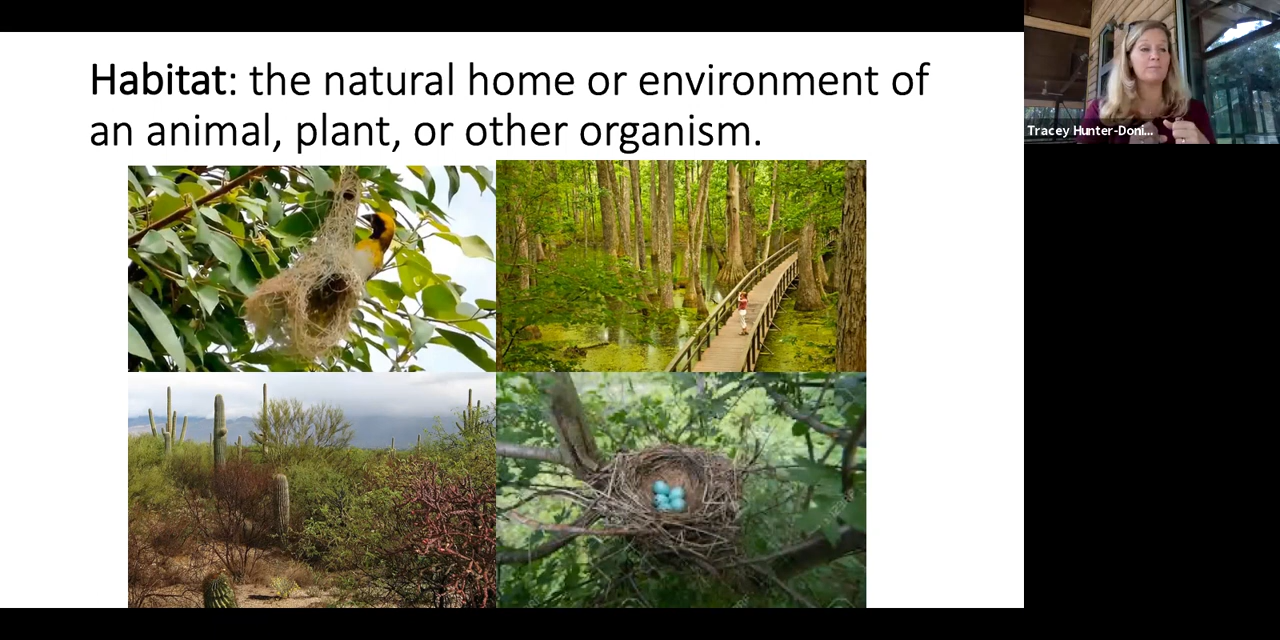 Habitat: the natural home or environment of
an animal, plant, or other organism.
Tracey Hunter-Doni...